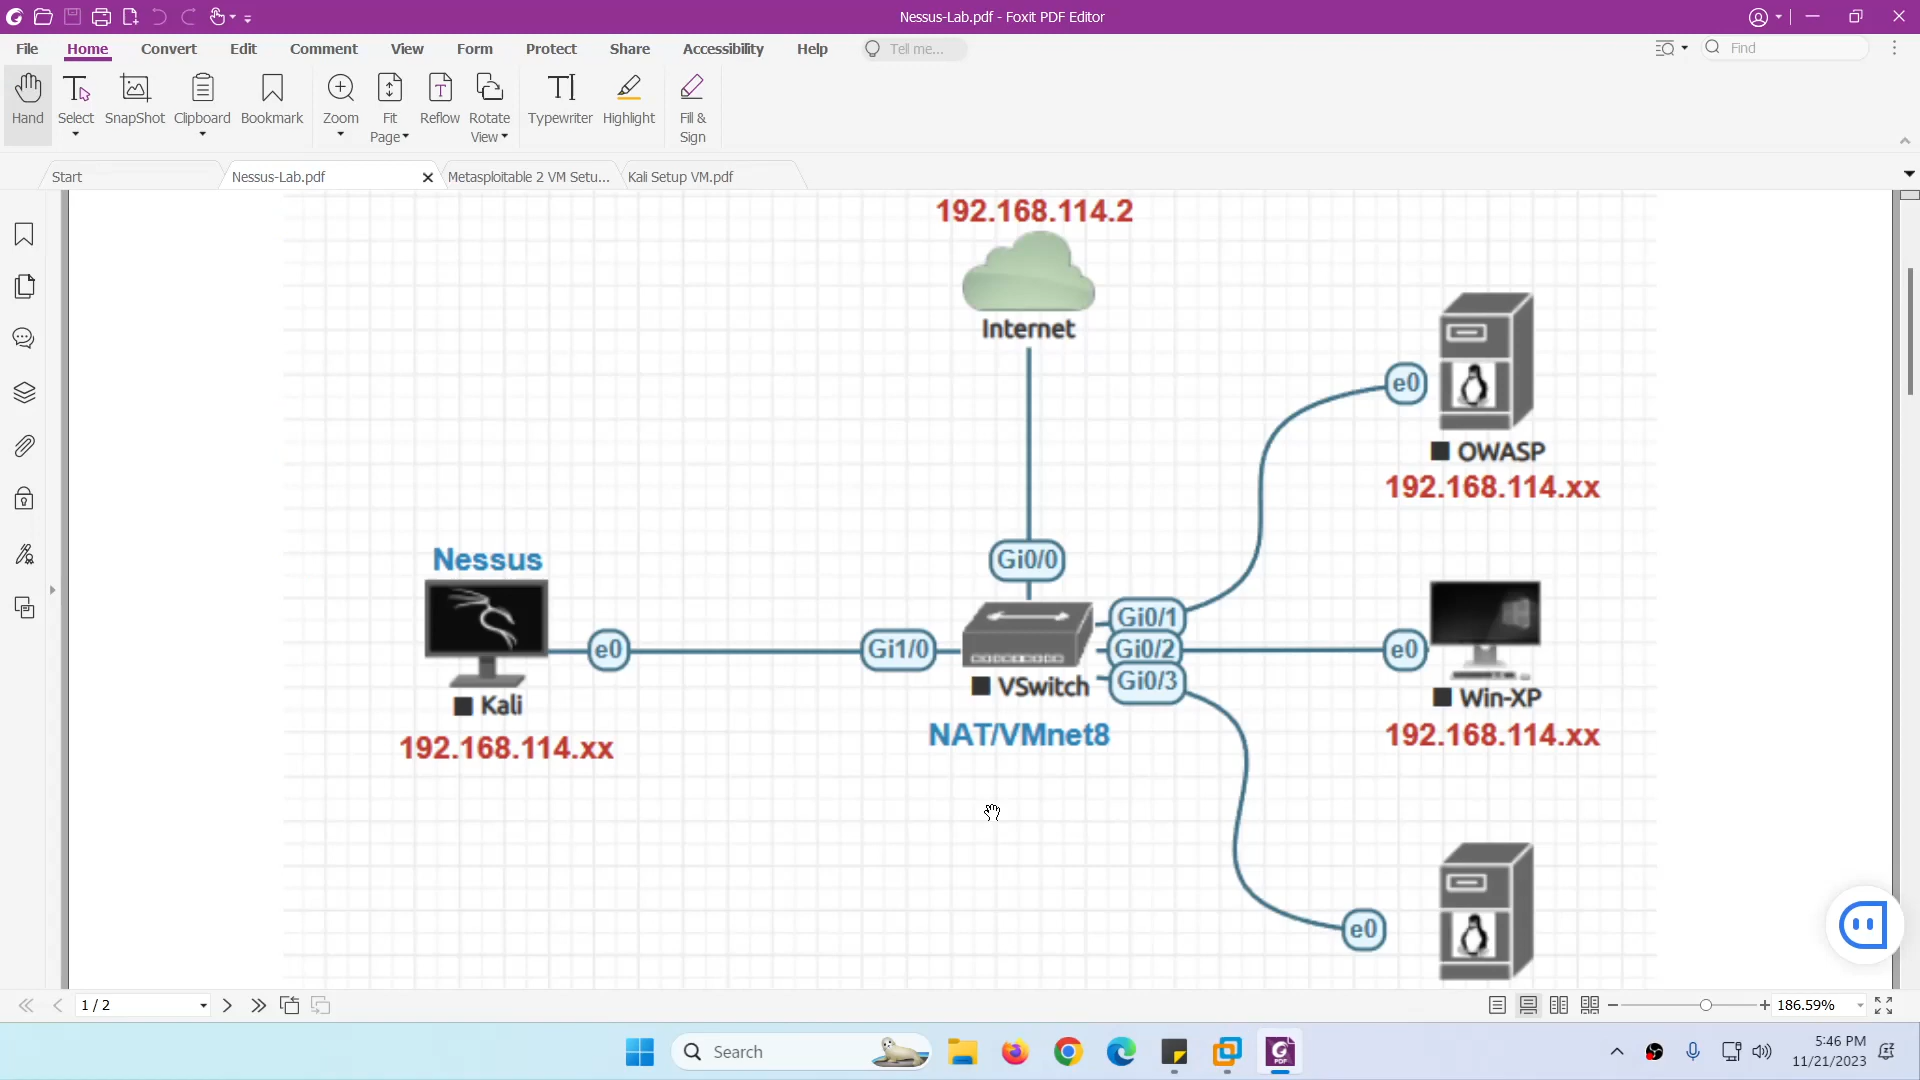 Nessus-Lab.pdf - Foxit PDF Editor
File Home Convert Edit Comment View Form Protect Share Accessibility Help Tell me... Find
Hand Select SnapShot Clipboard Bookmark Zoom Fit Page Reflow Rotate View Typewriter Highlight Fill & Sign
Start Nessus-Lab.pdf Metasploitable 2 VM Setu... Kali Setup VM.pdf
192.168.114.2
Internet
e0
OWASP
192.168.114.xx
Gi0/0
Nessus
Gi0/1
e0 Gi1/0 Gi0/2 e0
Gi0/3
VSwitch
Kali
Win-XP
NAT/VMnet8
192.168.114.xx
192.168.114.xx
e0
1 / 2
186.59%
Search
5:46 PM
11/21/2023